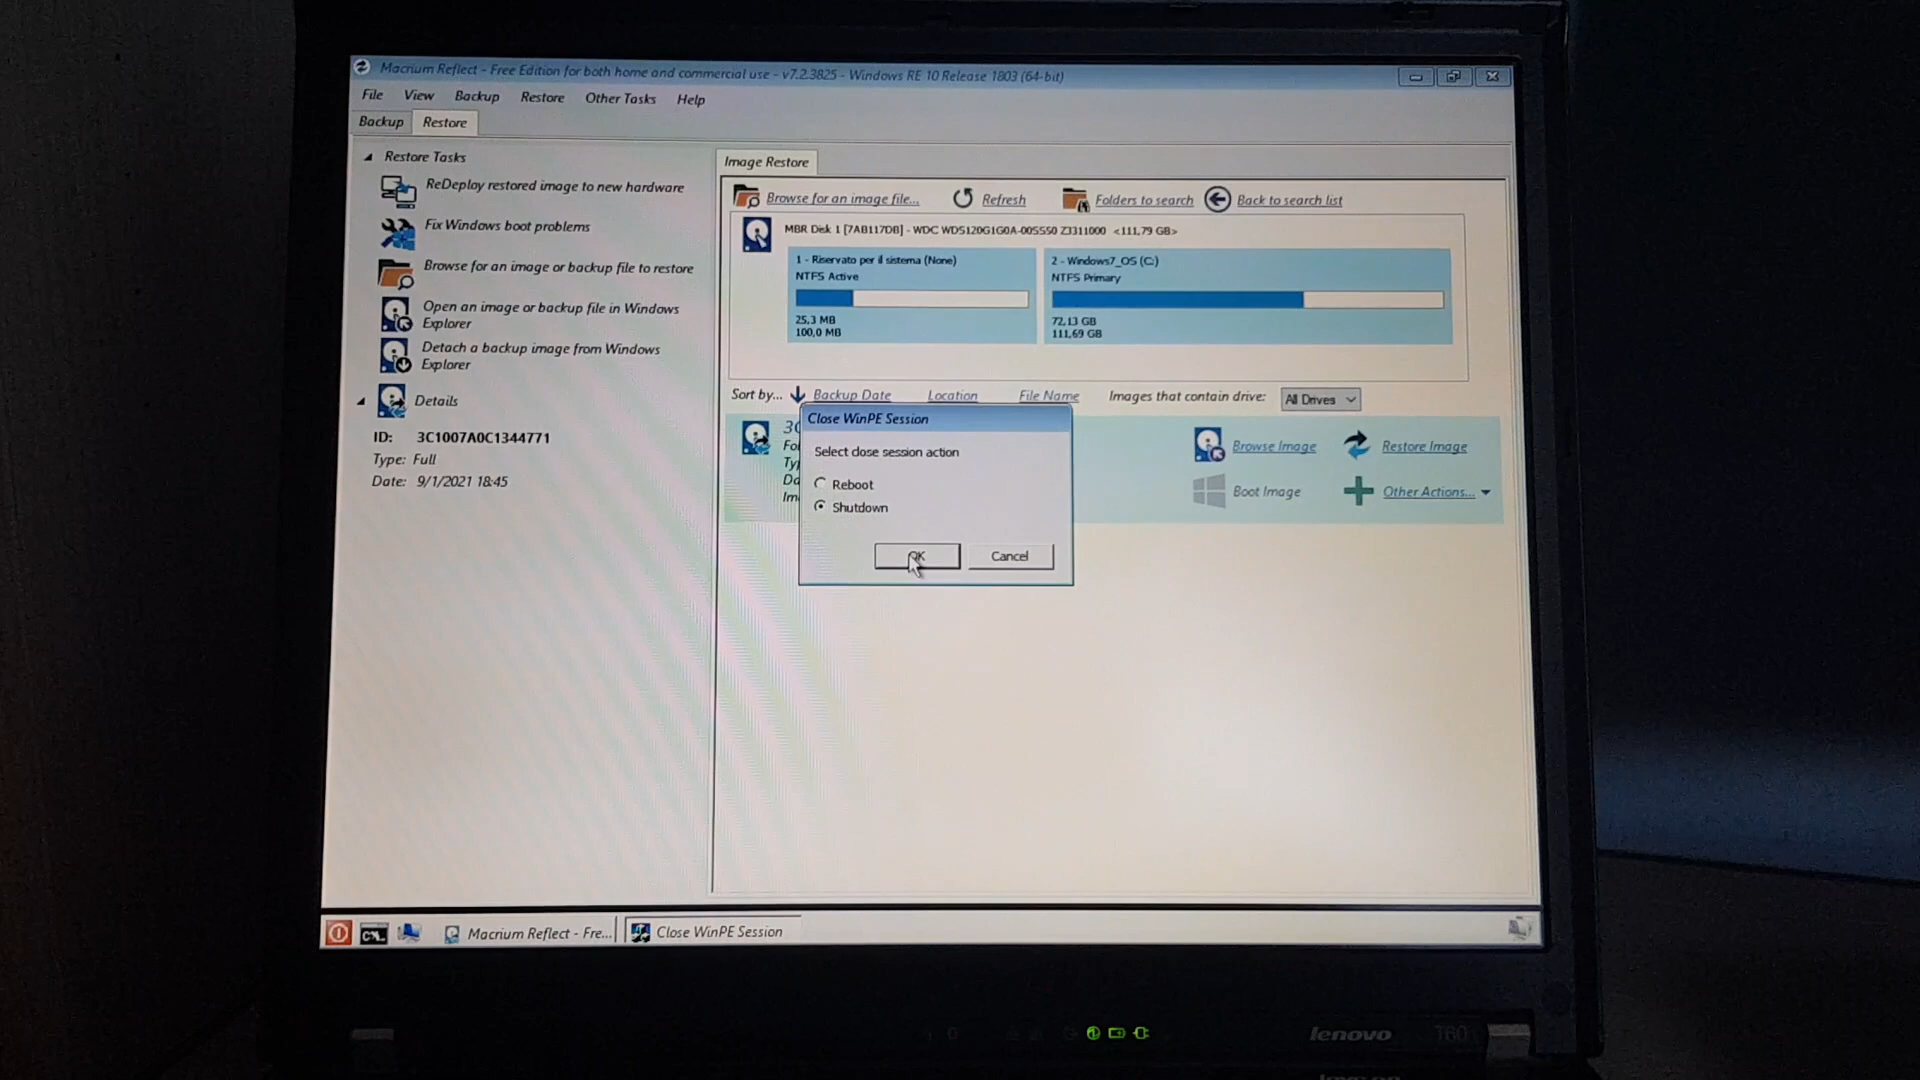 Macrium Reflect - Free Edition for both home and commercial use - v7.2.3825 - Windows RE 10 Release 1803 (64-bit)
File View Backup Restore Other Tasks Help
Backup Restore
Restore Tasks
ReDeploy restored image to new hardware
Fix Windows boot problems
Browse for an image or backup file to restore
Open an image or backup file in Windows
Explorer
Detach a backup image from Windows
Explorer
Details
ID: 3C1007A0C1344771
Type: Full
Date: 9/1/2021 18:45
Image Restore
Browse for an image file... Refresh Folders to search Back to search list
MBR Disk 1 [7AB117DB] - WDC WDS120G1G0A-00SS50 Z3311000 <111,79 GB>
1 - Riservato per il sistema (None)
NTFS Active
25,3 MB
100,0 MB
2 - Windows7_OS (C:)
NTFS Primary
72,13 GB
111,69 GB
Sort by... Backup Date Location File Name Images that contain drive: All Drives
Browse Image Restore Image
Boot Image Other Actions...
Close WinPE Session
Select close session action
Reboot
Shutdown
OK Cancel
Macrium Reflect - Fre... Close WinPE Session
lenovo T60